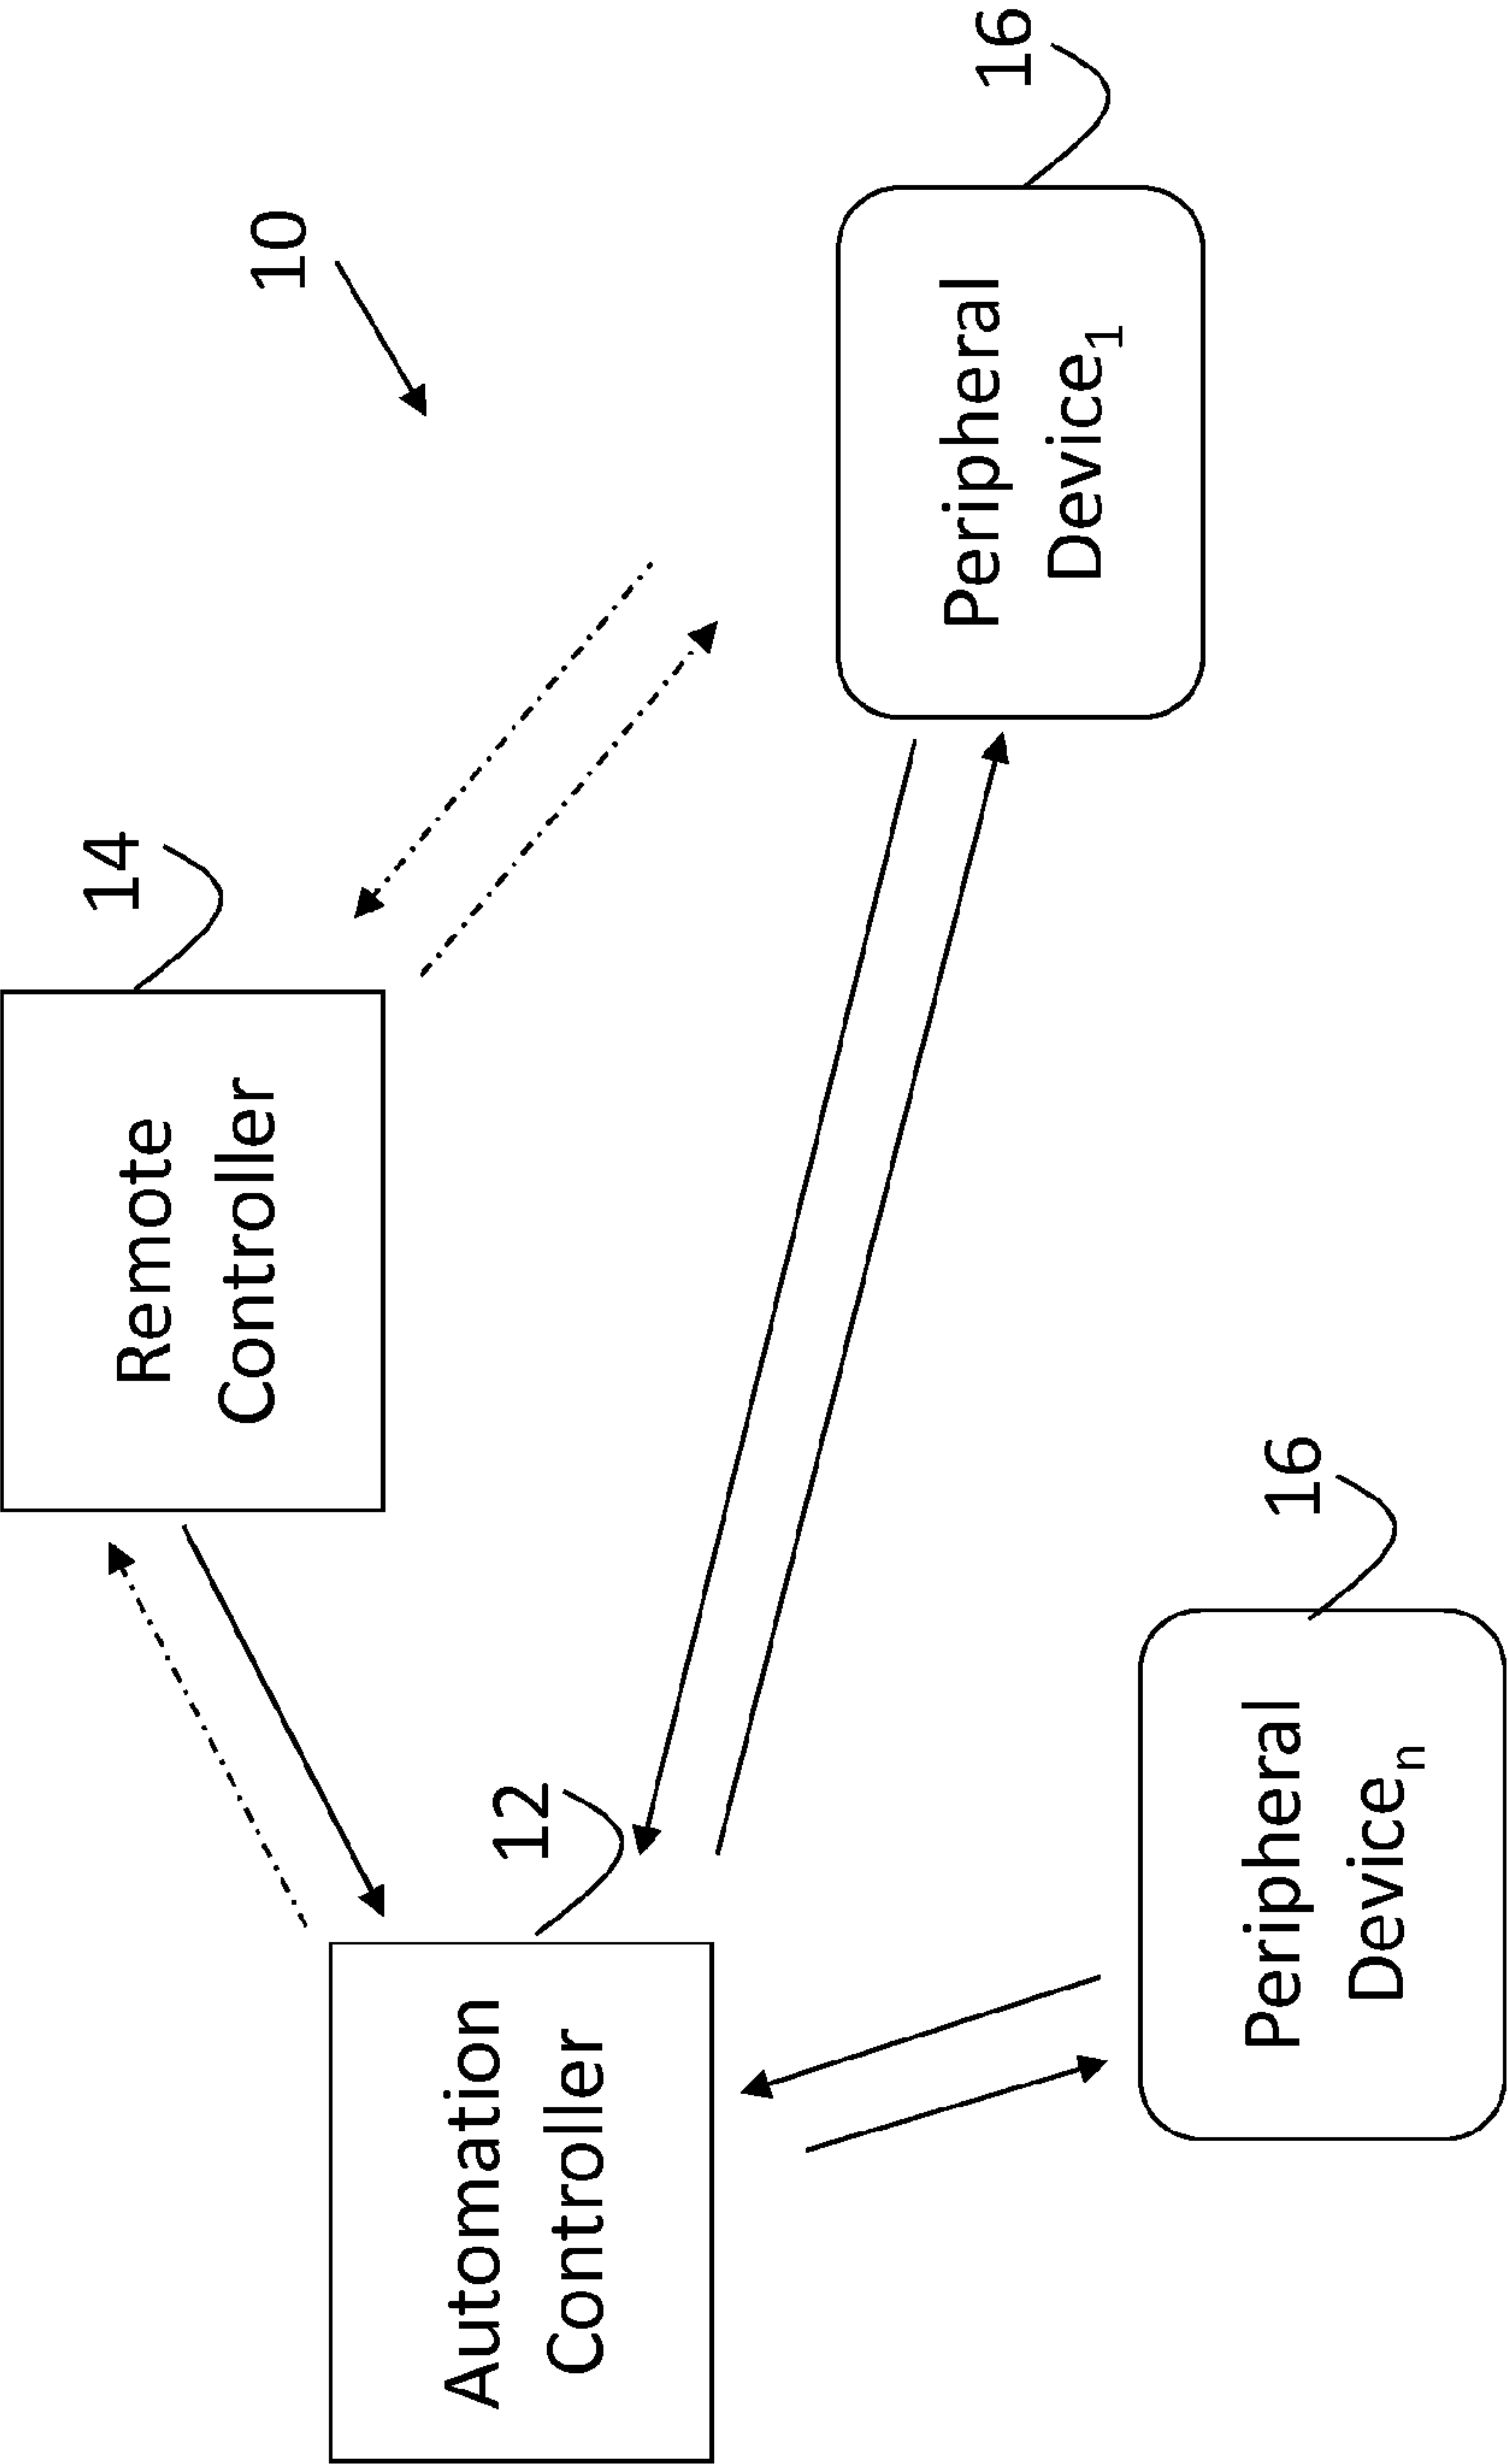 10
14
Remote
Controller
12
Automation
Controller
16
Peripheral
Device₁
16
Peripheral
Deviceₙ